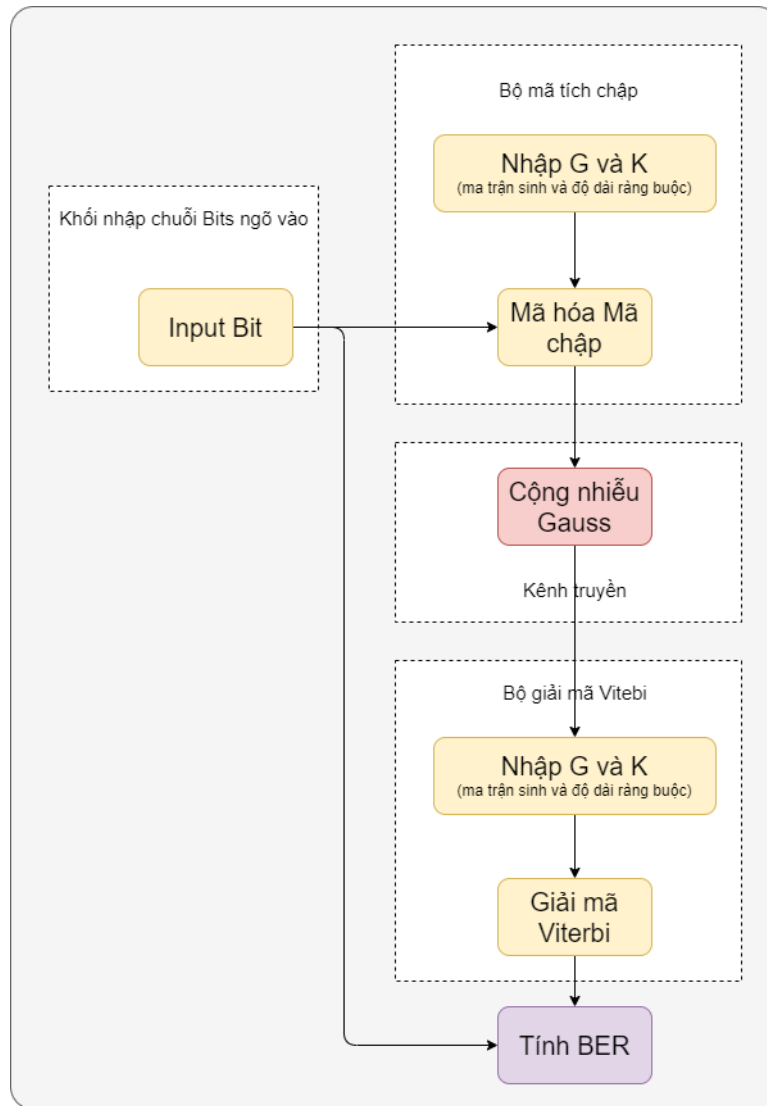 Bộ mã tích chập
Nhập G và K
(ma trận sinh và độ dài ràng buộc)
Khối nhập chuỗi Bits ngõ vào
Input Bit
Mã hóa Mã
chập
Cộng nhiễu
Gauss
Kênh truyền
Bộ giải mã Vitebi
Nhập G và K
(ma trận sinh và độ dài ràng buộc)
Giải mã
Viterbi
Tính BER